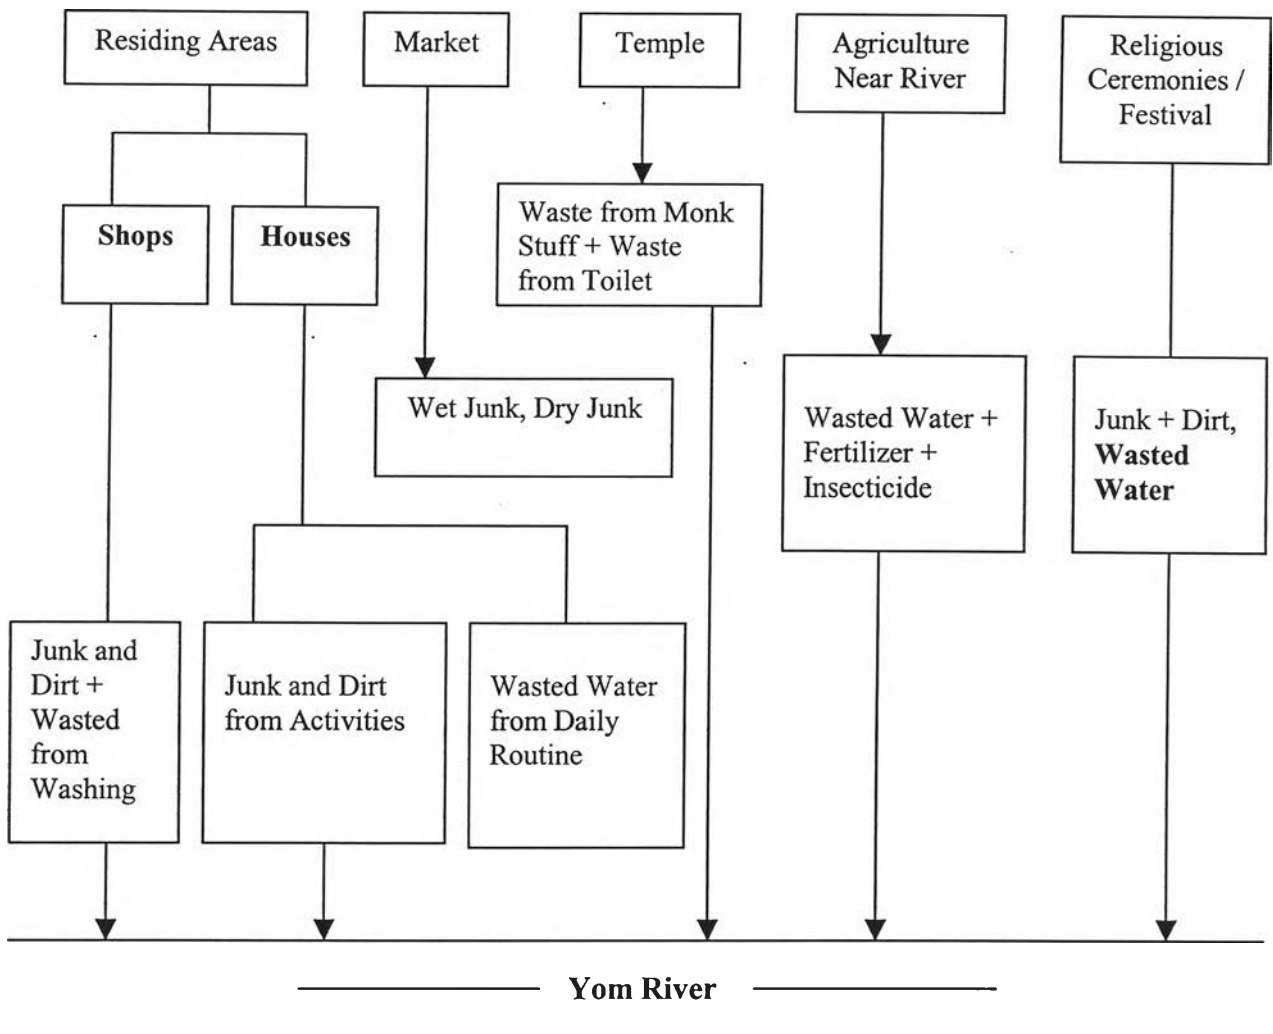 Residing Areas
Market
Temple
Agriculture
Near River
Religious
Ceremonies /
Festival
Shops
Houses
Waste from Monk
Stuff + Waste
from Toilet
Wet Junk, Dry Junk
Wasted Water +
Fertilizer +
Insecticide
Junk + Dirt,
Wasted
Water
Junk and
Dirt +
Wasted
from
Washing
Junk and Dirt
from Activities
Wasted Water
from Daily
Routine
Yom River